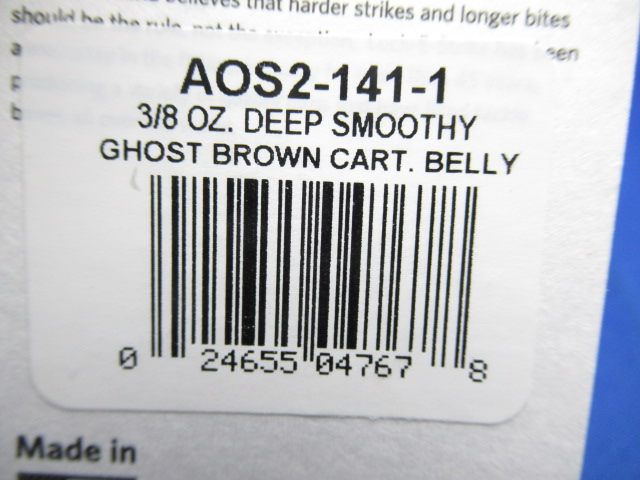 believes that harder strikes and longer bites
should be the rule, not the
een
AOS2-141-1
3/8 OZ. DEEP SMOOTHY
GHOST BROWN CART. BELLY
0 24655 04767 8
Made in